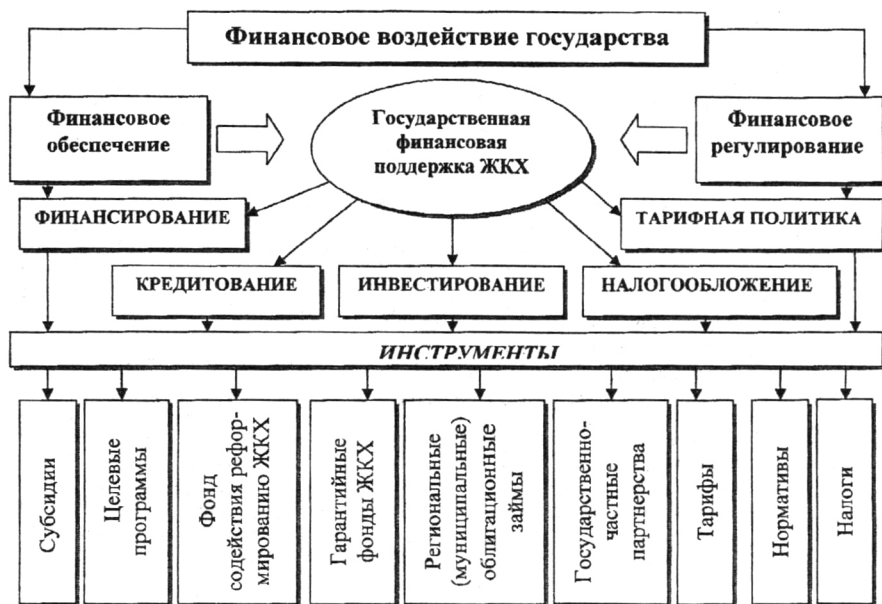 Финансовое воздействие государства
Финансовое
обеспечение
Государственная
финансовая
поддержка ЖКХ
Финансовое
регулирование
ФИНАНСИРОВАНИЕ
ТАРИФНАЯ ПОЛИТИКА
КРЕДИТОВАНИЕ
ИНВЕСТИРОВАНИЕ
НАЛОГООБЛОЖЕНИЕ
ИНСТРУМЕНТЫ
Субсидии
Целевые
программы
Фонд
содействия рефор-
мированию ЖКХ
Гарантийные
фонды ЖКХ
Региональные
(муниципальные)
облигационные
займы
Государственно-
частные
партнерства
Тарифы
Нормативы
Налоги